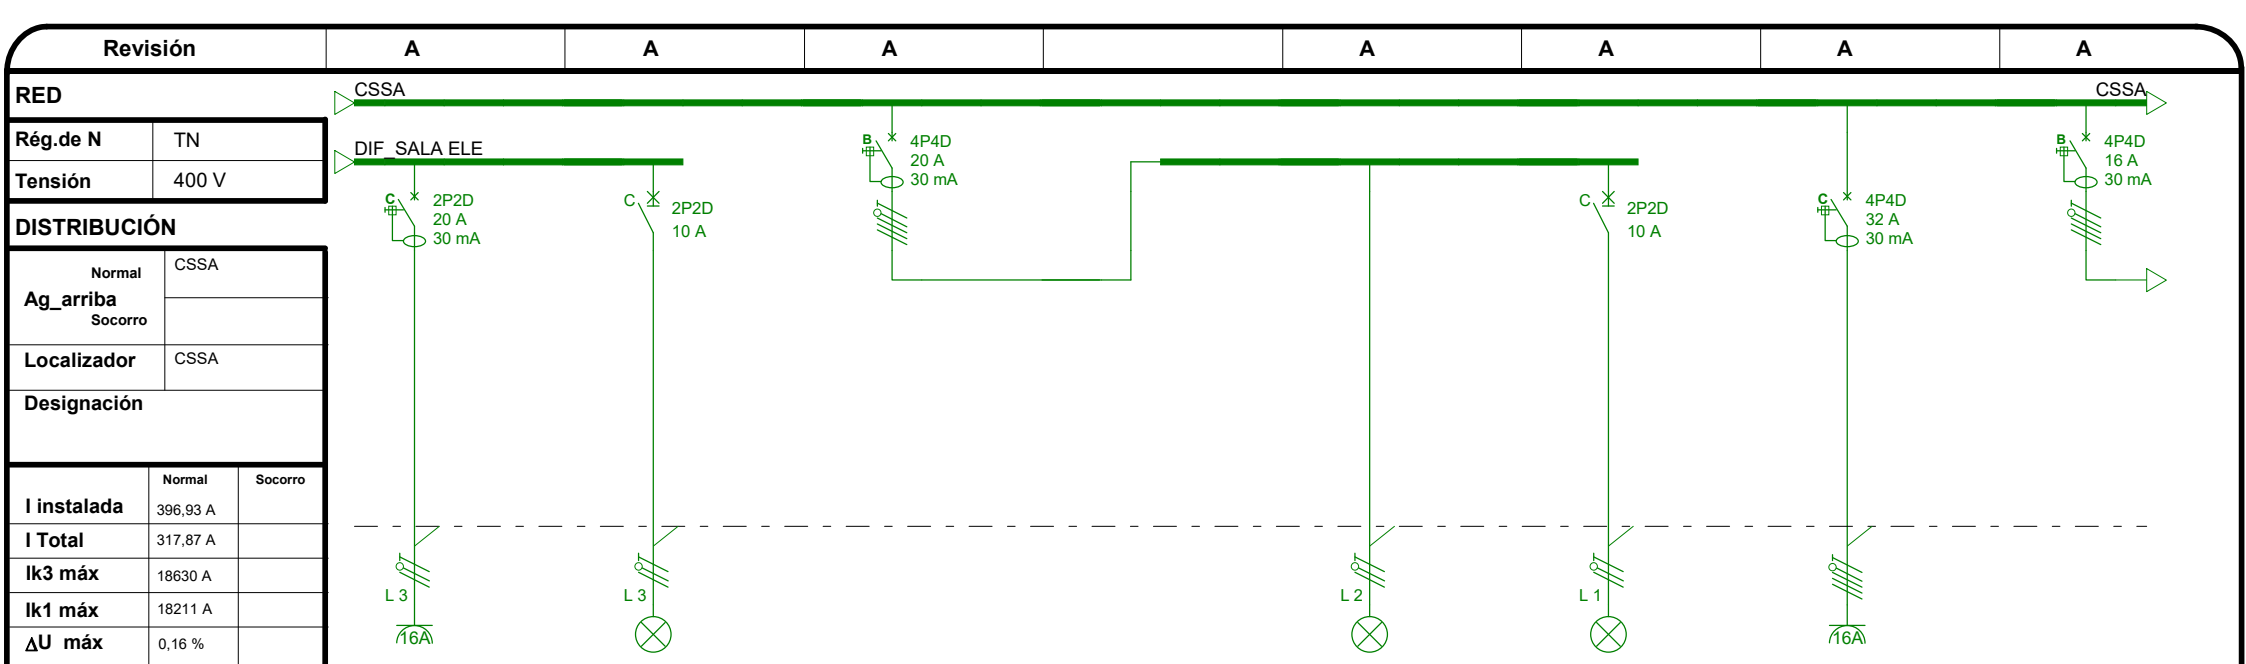 Revisión A A A A A A A
RED
CSSA CSSA
Rég.de N TN
Tensión 400 V
DIF_SALA ELE
B 4P4D
20 A
30 mA
B 4P4D
16 A
30 mA
C 2P2D
20 A
30 mA
C 2P2D
10 A
C 2P2D
10 A
C 4P4D
32 A
30 mA
DISTRIBUCIÓN
Normal CSSA
Ag_arriba
Socorro
Localizador CSSA
Designación
Normal Socorro
I instalada 396,93 A
I Total 317,87 A
Ik3 máx 18630 A
Ik1 máx 18211 A
ΔU máx 0,16 %
L 3 L 3 L 2 L 1
16A 16A